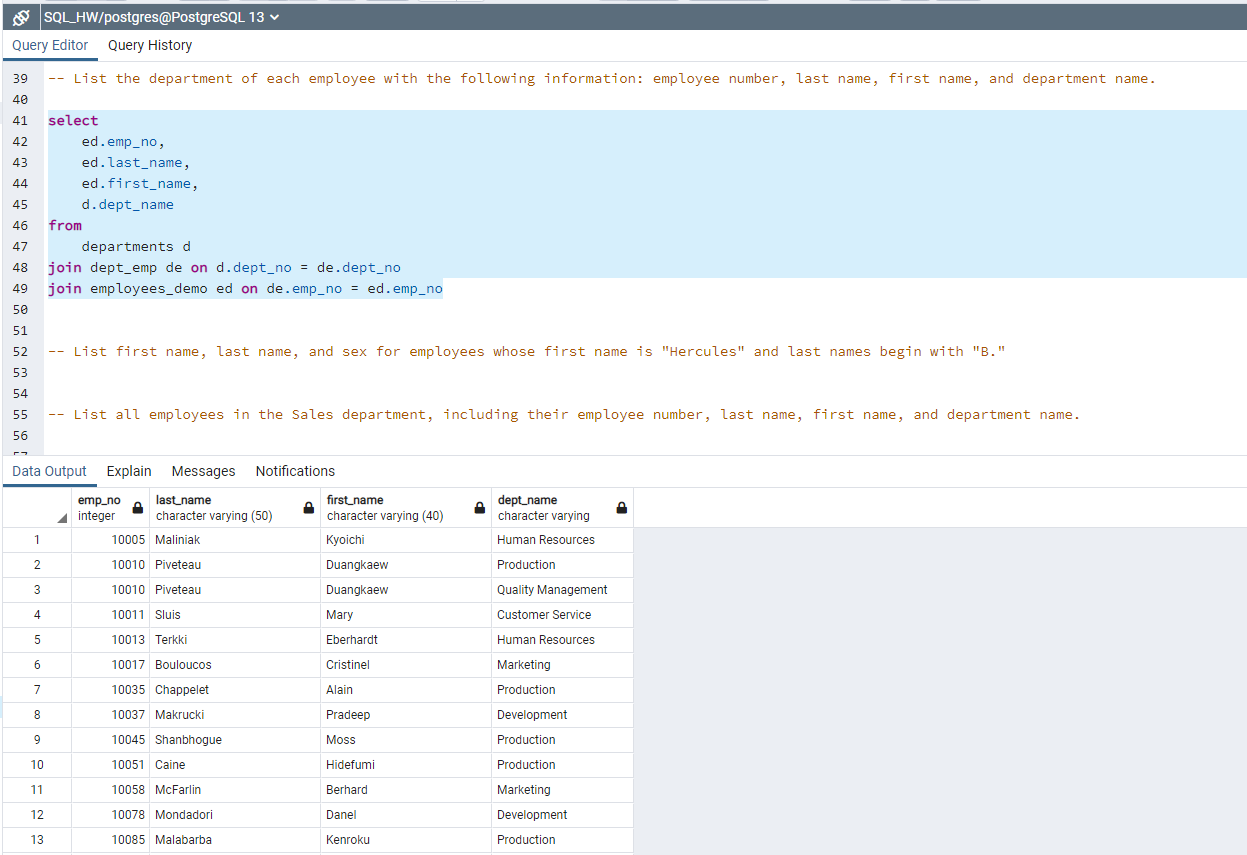 SQL_HW/postgres@PostgreSQL 13
Query Editor Query History
39 -- List the department of each employee with the following information: employee number, last name, first name, and department name.
40
41 select
42 ed.emp_no,
43 ed.last_name,
44 ed.first_name,
45 d.dept_name
46 from
47 departments d
48 join dept_emp de on d.dept_no = de.dept_no
49 join employees_demo ed on de.emp_no = ed.emp_no
50
51
52 -- List first name, last name, and sex for employees whose first name is "Hercules" and last names begin with "B."
53
54
55 -- List all employees in the Sales department, including their employee number, last name, first name, and department name.
56
57
Data Output Explain Messages Notifications
emp_no last_name first_name dept_name
integer character varying (50) character varying (40) character varying
1 10005 Maliniak Kyoichi Human Resources
2 10010 Piveteau Duangkaew Production
3 10010 Piveteau Duangkaew Quality Management
4 10011 Sluis Mary Customer Service
5 10013 Terkki Eberhardt Human Resources
6 10017 Bouloucos Cristinel Marketing
7 10035 Chappelet Alain Production
8 10037 Makrucki Pradeep Development
9 10045 Shanbhogue Moss Production
10 10051 Caine Hidefumi Production
11 10058 McFarlin Berhard Marketing
12 10078 Mondadori Danel Development
13 10085 Malabarba Kenroku Production